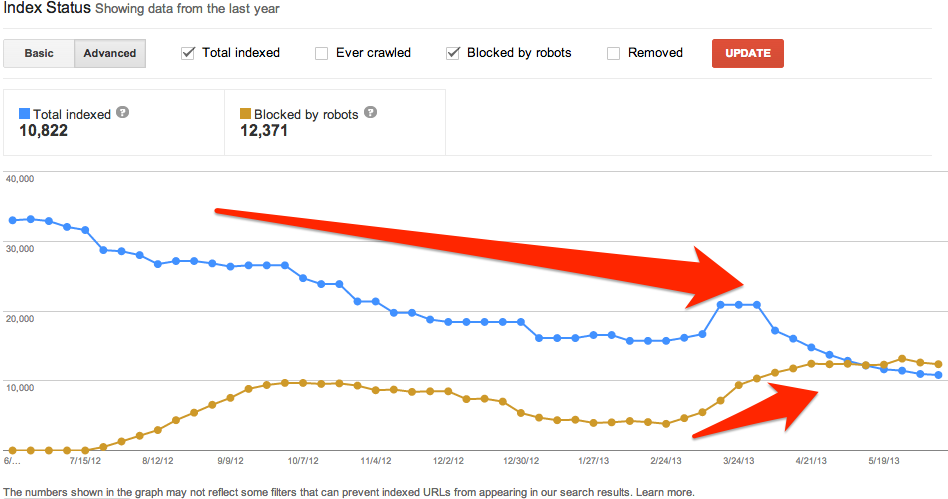 Index Status Showing data from the last year
Basic Advanced Total indexed Ever crawled Blocked by robots Removed UPDATE
Total indexed ? Blocked by robots ?
10,822 12,371
40,000
30,000
20,000
10,000
6/... 7/15/12 8/12/12 9/9/12 10/7/12 11/4/12 12/2/12 12/30/12 1/27/13 2/24/13 3/24/13 4/21/13 5/19/13
The numbers shown in the graph may not reflect some filters that can prevent indexed URLs from appearing in our search results. Learn more.